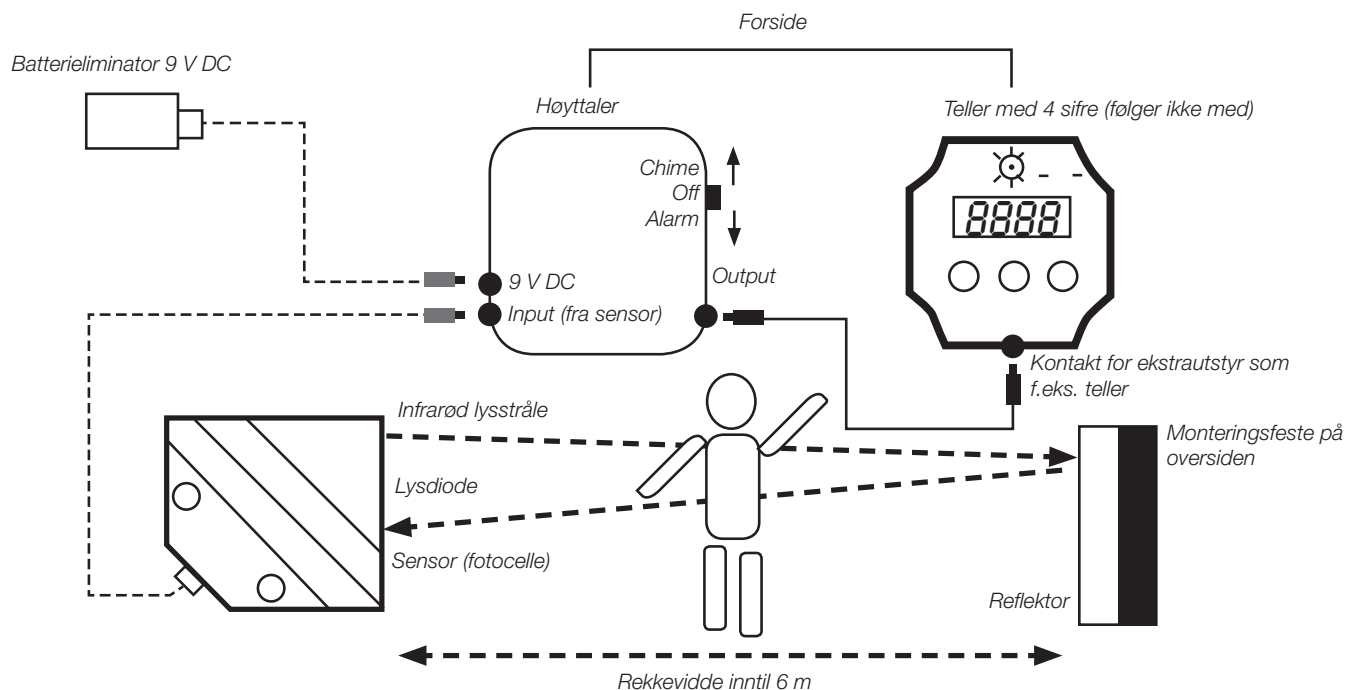 Forside
Batterieliminator 9 V DC
Høyttaler
Teller med 4 sifre (følger ikke med)
Chime
Off
Alarm
8888
9 V DC
Output
Input (fra sensor)
Kontakt for ekstrautstyr som
f.eks. teller
Infrarød lysstråle
Monteringsfeste på
oversiden
Lysdiode
Sensor (fotocelle)
Reflektor
Rekkevidde inntil 6 m